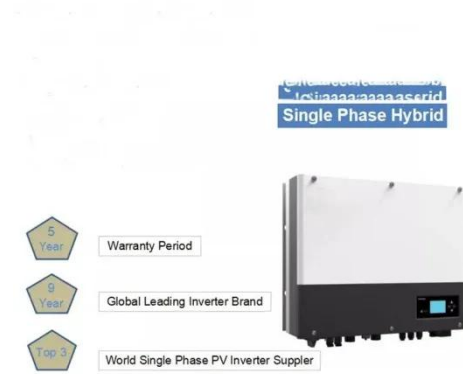 Single Phase Hybrid
5
Year
Warranty Period
9
Year
Global Leading Inverter Brand
Top 3
World Single Phase PV Inverter Suppler